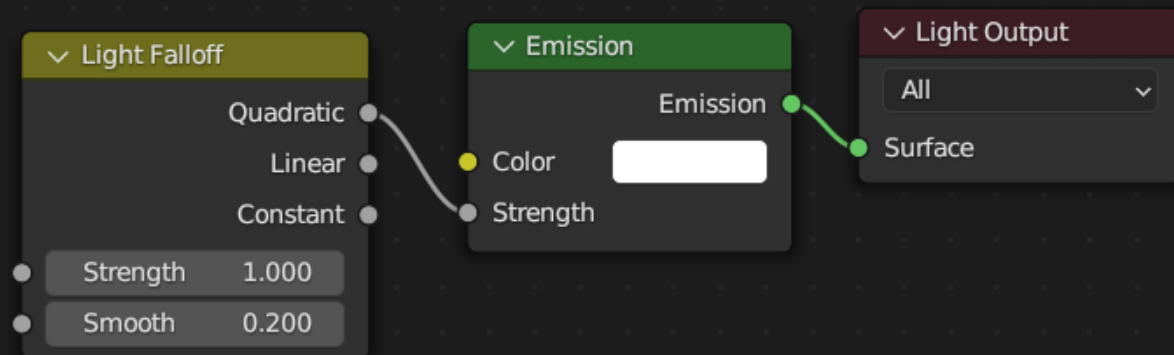 Light Falloff
Quadratic
Linear
Constant
Strength 1.000
Smooth 0.200
Emission
Emission
Color
Strength
Light Output
All
Surface